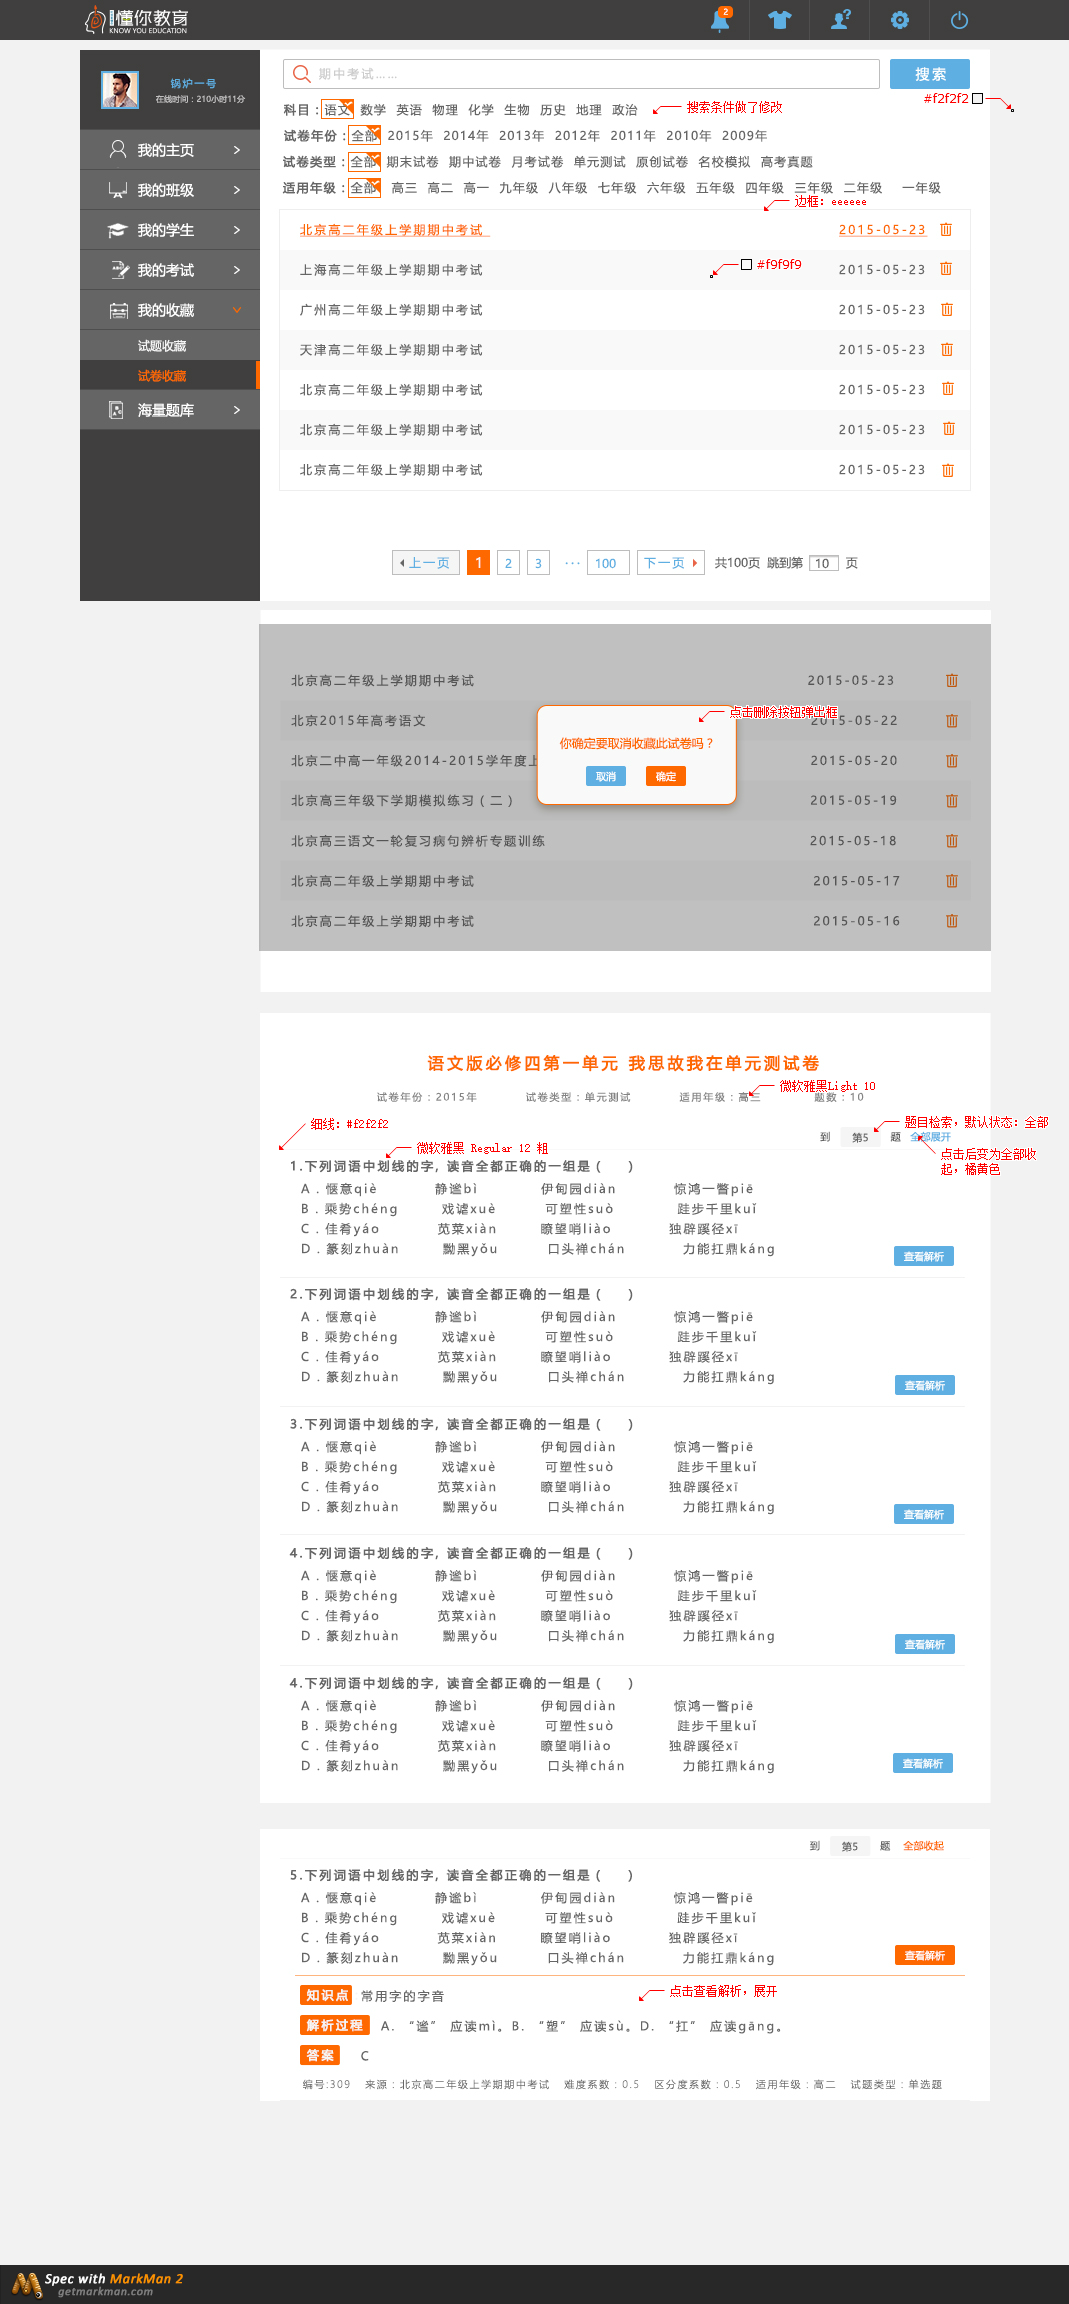 懂你教育
KNOW YOU EDUCATION
2
锅炉一号
在线时间：210小时11分
我的主页
我的班级
我的学生
我的考试
我的收藏
试题收藏
试卷收藏
海量题库
期中考试……
搜索
#f2f2f2
科目：语文 数学 英语 物理 化学 生物 历史 地理 政治
搜索条件做了修改
试卷年份：全部 2015年 2014年 2013年 2012年 2011年 2010年 2009年
试卷类型：全部 期末试卷 期中试卷 月考试卷 单元测试 原创试卷 名校模拟 高考真题
适用年级：全部 高三 高二 高一 九年级 八年级 七年级 六年级 五年级 四年级 三年级 二年级 一年级
边框：eeeeee
北京高二年级上学期期中考试 2015-05-23
上海高二年级上学期期中考试 2015-05-23
#f9f9f9
广州高二年级上学期期中考试 2015-05-23
天津高二年级上学期期中考试 2015-05-23
北京高二年级上学期期中考试 2015-05-23
北京高二年级上学期期中考试 2015-05-23
北京高二年级上学期期中考试 2015-05-23
上一页 1 2 3 ··· 100 下一页 共100页 跳到第 10 页
北京高二年级上学期期中考试 2015-05-23
点击删除按钮弹出框
北京2015年高考语文 2015-05-22
你确定要取消收藏此试卷吗？
取消 确定
北京二中高一年级2014-2015学年度上 2015-05-20
北京高三年级下学期模拟练习（二） 2015-05-19
北京高三语文一轮复习病句辨析专题训练 2015-05-18
北京高二年级上学期期中考试 2015-05-17
北京高二年级上学期期中考试 2015-05-16
语文版必修四第一单元 我思故我在单元测试卷
微软雅黑Light 10
试卷年份：2015年 试卷类型：单元测试 适用年级：高三 题数：10
细线：#f2f2f2
题目检索，默认状态：全部
到 第5 题 全部展开
微软雅黑 Regular 12 粗
点击后变为全部收
起，橘黄色
1.下列词语中划线的字，读音全都正确的一组是（ ）
A．惬意qiè 静谧bì 伊甸园diàn 惊鸿一瞥piē
B．乘势chéng 戏谑xuè 可塑性suò 跬步千里kuǐ
C．佳肴yáo 苋菜xiàn 瞭望哨liào 独辟蹊径xī
D．篆刻zhuàn 黝黑yǒu 口头禅chán 力能扛鼎káng
查看解析
2.下列词语中划线的字，读音全都正确的一组是（ ）
A．惬意qiè 静谧bì 伊甸园diàn 惊鸿一瞥piē
B．乘势chéng 戏谑xuè 可塑性suò 跬步千里kuǐ
C．佳肴yáo 苋菜xiàn 瞭望哨liào 独辟蹊径xī
D．篆刻zhuàn 黝黑yǒu 口头禅chán 力能扛鼎káng
查看解析
3.下列词语中划线的字，读音全都正确的一组是（ ）
A．惬意qiè 静谧bì 伊甸园diàn 惊鸿一瞥piē
B．乘势chéng 戏谑xuè 可塑性suò 跬步千里kuǐ
C．佳肴yáo 苋菜xiàn 瞭望哨liào 独辟蹊径xī
D．篆刻zhuàn 黝黑yǒu 口头禅chán 力能扛鼎káng
查看解析
4.下列词语中划线的字，读音全都正确的一组是（ ）
A．惬意qiè 静谧bì 伊甸园diàn 惊鸿一瞥piē
B．乘势chéng 戏谑xuè 可塑性suò 跬步千里kuǐ
C．佳肴yáo 苋菜xiàn 瞭望哨liào 独辟蹊径xī
D．篆刻zhuàn 黝黑yǒu 口头禅chán 力能扛鼎káng
查看解析
4.下列词语中划线的字，读音全都正确的一组是（ ）
A．惬意qiè 静谧bì 伊甸园diàn 惊鸿一瞥piē
B．乘势chéng 戏谑xuè 可塑性suò 跬步千里kuǐ
C．佳肴yáo 苋菜xiàn 瞭望哨liào 独辟蹊径xī
D．篆刻zhuàn 黝黑yǒu 口头禅chán 力能扛鼎káng
查看解析
到 第5 题 全部收起
5.下列词语中划线的字，读音全都正确的一组是（ ）
A．惬意qiè 静谧bì 伊甸园diàn 惊鸿一瞥piē
B．乘势chéng 戏谑xuè 可塑性suò 跬步千里kuǐ
C．佳肴yáo 苋菜xiàn 瞭望哨liào 独辟蹊径xī
D．篆刻zhuàn 黝黑yǒu 口头禅chán 力能扛鼎káng
查看解析
知识点 常用字的字音
点击查看解析，展开
解析过程 A. “谧” 应读mì。B. “塑” 应读sù。D. “扛” 应读gāng。
答案 C
编号:309 来源：北京高二年级上学期期中考试 难度系数：0.5 区分度系数：0.5 适用年级：高二 试题类型：单选题
Spec with MarkMan 2
getmarkman.com